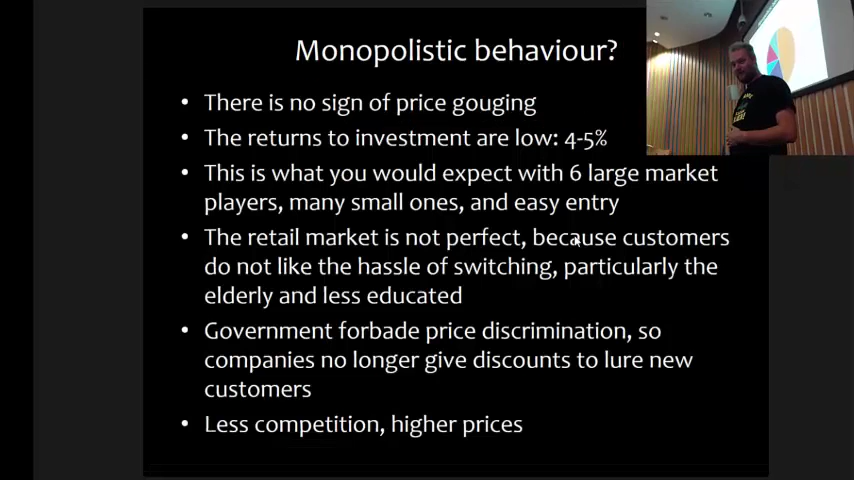 Monopolistic behaviour?
• There is no sign of price gouging
• The returns to investment are low: 4-5%
• This is what you would expect with 6 large market
players, many small ones, and easy entry
• The retail market is not perfect, because customers
do not like the hassle of switching, particularly the
elderly and less educated
• Government forbade price discrimination, so
companies no longer give discounts to lure new
customers
• Less competition, higher prices